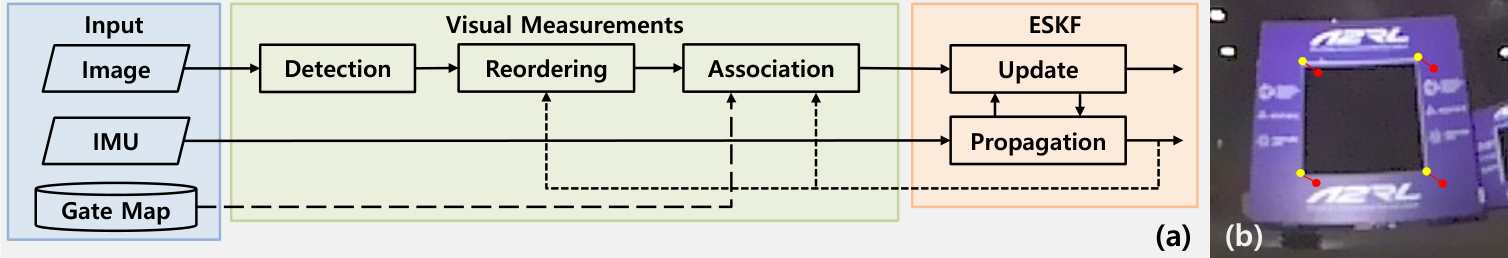 Input
Visual Measurements
ESKF
Image
Detection
Reordering
Association
Update
IMU
Propagation
Gate Map
(a)
A2RL
A2RL
(b)